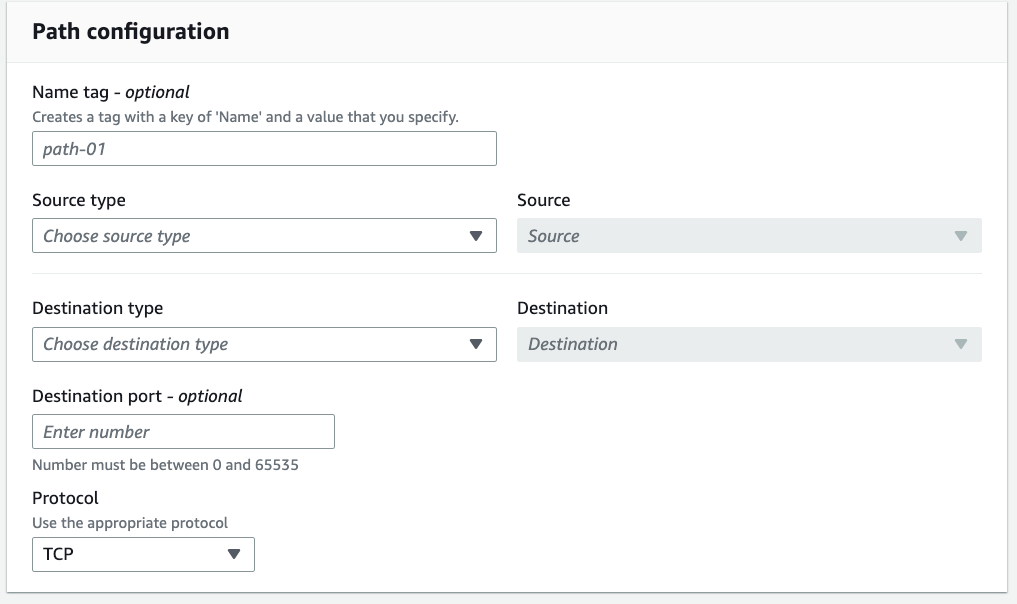 Path configuration
Name tag - optional
Creates a tag with a key of 'Name' and a value that you specify.
path-01
Source type
Source
Choose source type
Source
Destination type
Destination
Choose destination type
Destination
Destination port - optional
Enter number
Number must be between 0 and 65535
Protocol
Use the appropriate protocol
TCP